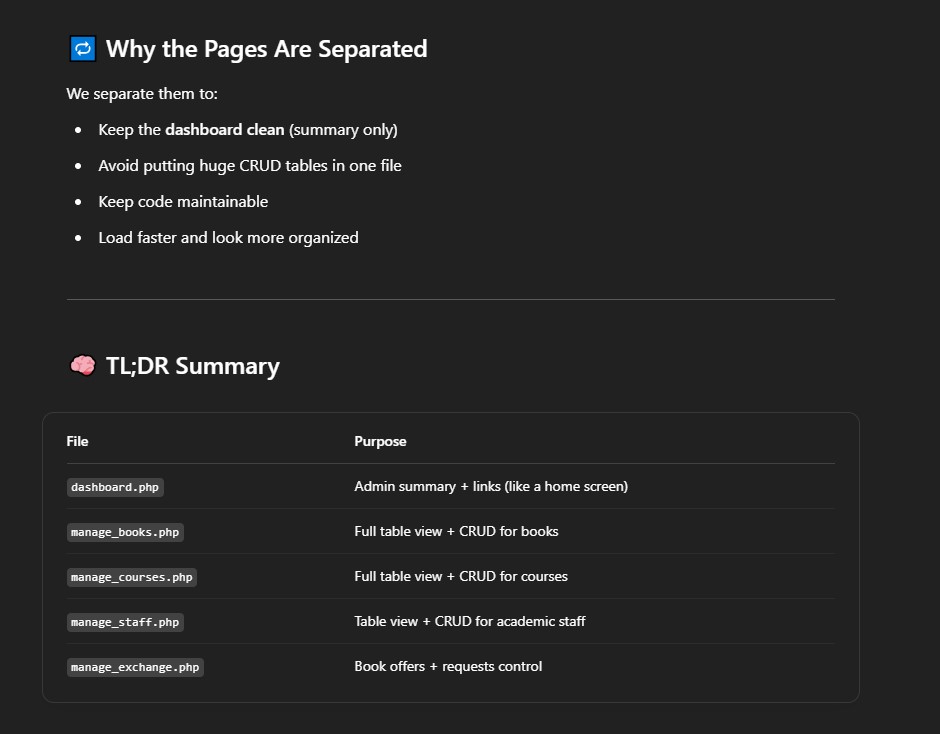 Why the Pages Are Separated
We separate them to:
Keep the dashboard clean (summary only)
Avoid putting huge CRUD tables in one file
Keep code maintainable
Load faster and look more organized
TL;DR Summary
File Purpose
dashboard.php Admin summary + links (like a home screen)
manage_books.php Full table view + CRUD for books
manage_courses.php Full table view + CRUD for courses
manage_staff.php Table view + CRUD for academic staff
manage_exchange.php Book offers + requests control